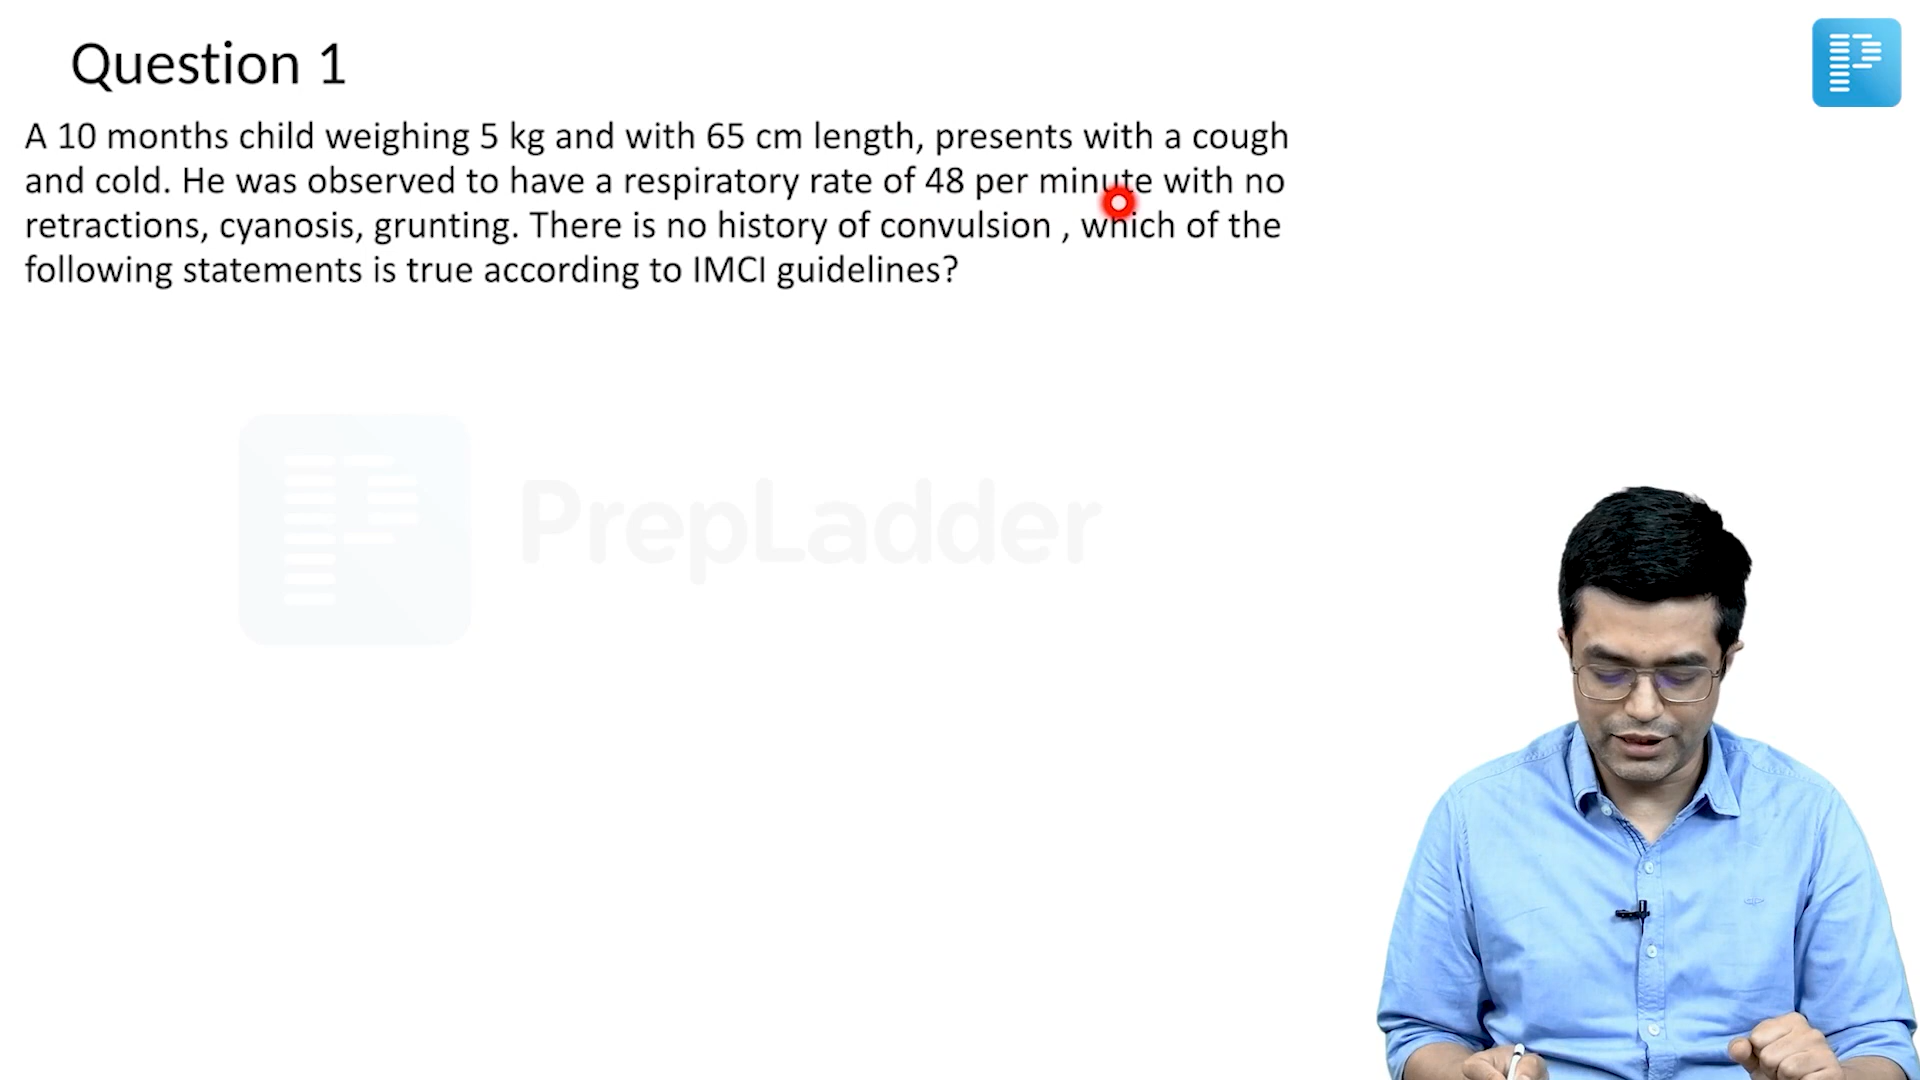 Question 1
A 10 months child weighing 5 kg and with 65 cm length, presents with a cough
and cold. He was observed to have a respiratory rate of 48 per minute with no
retractions, cyanosis, grunting. There is no history of convulsion , which of the
following statements is true according to IMCI guidelines?
PrepLadder